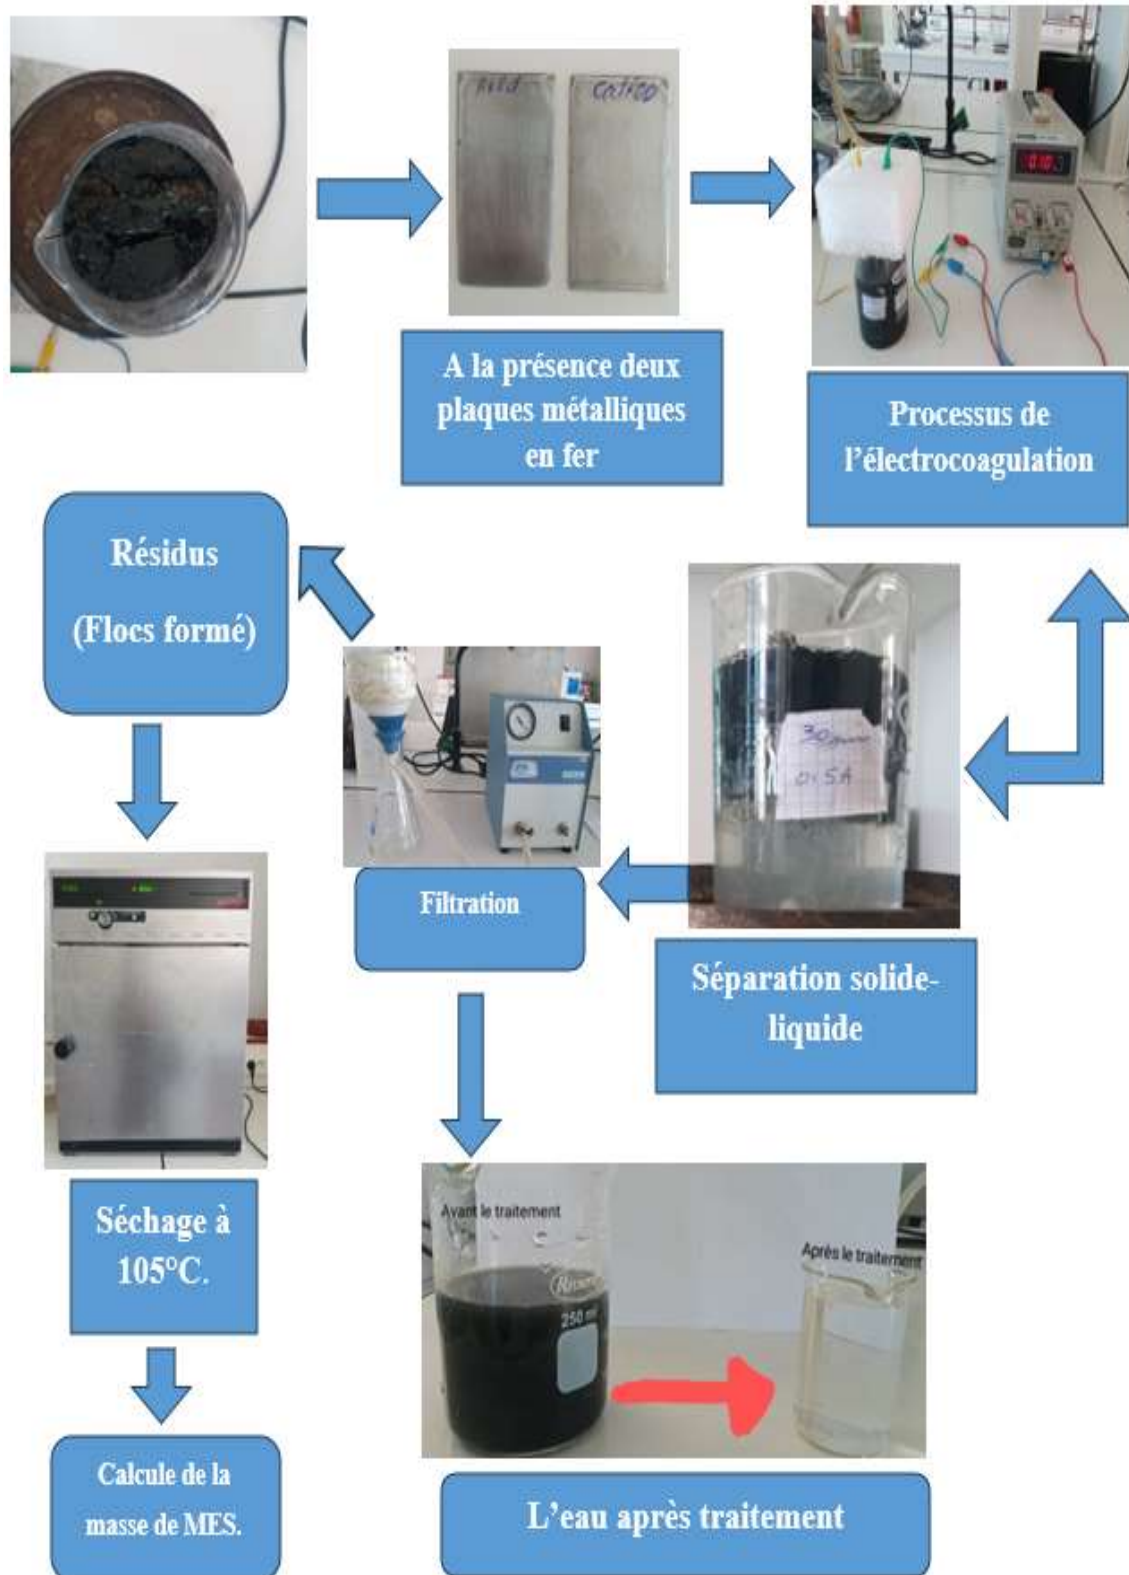 A la présence deux
plaques métalliques
en fer
Processus de
l'électrocoagulation
Résidus
(Flocs formé)
30
0.5A
Filtration
Séparation solide-
liquide
Séchage à
105°C.
Avant le traitement
250 ml
Après le traitement
Calcule de la
masse de MES.
L'eau après traitement